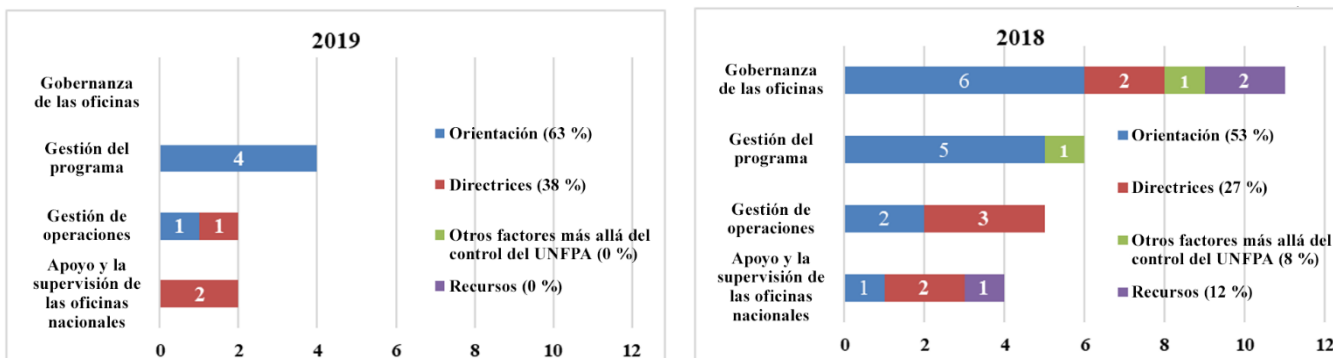 2019
Gobernanza
de las oficinas
Gestión del
programa
4
Gestión de
operaciones
1 1
Apoyo y la
supervisión de
las oficinas
nacionales
2
Orientación (63 %)
Directrices (38 %)
Otros factores más allá del
control del UNFPA (0 %)
Recursos (0 %)
0 2 4 6 8 10 12
2018
Gobernanza
de las oficinas
6 2 1 2
Gestión del
programa
5 1
Gestión de
operaciones
2 3
Apoyo y la
supervisión de
las oficinas
nacionales
1 2 1
Orientación (53 %)
Directrices (27 %)
Otros factores más allá del
control del UNFPA (8 %)
Recursos (12 %)
0 2 4 6 8 10 12